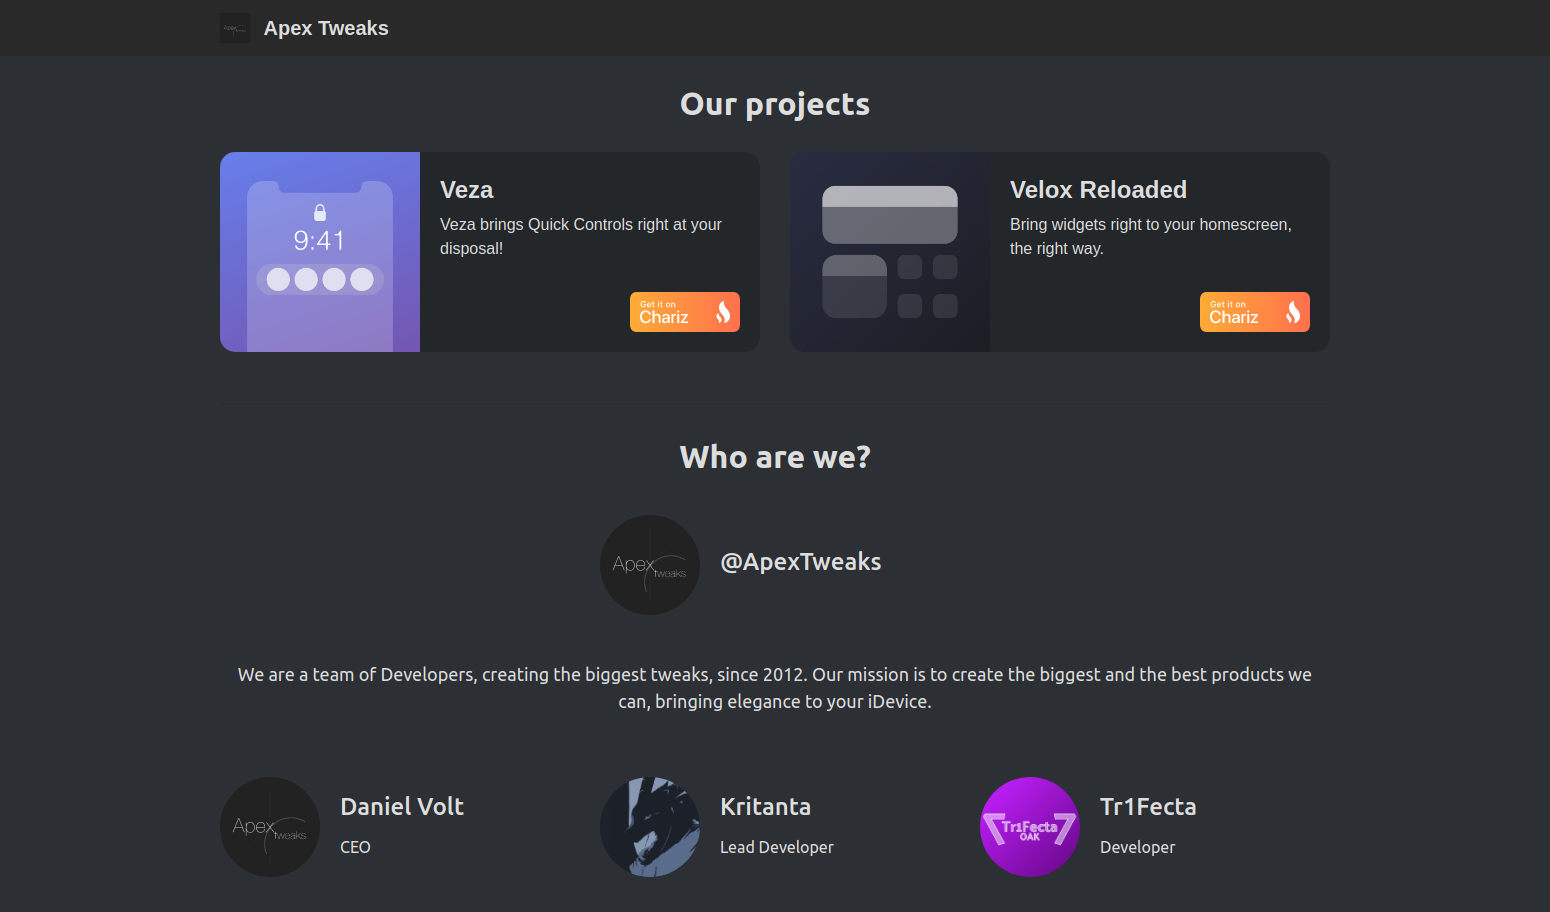 Apex Tweaks
Our projects
9:41
Veza
Veza brings Quick Controls right at your
disposal!
Get it on
Chariz
Velox Reloaded
Bring widgets right to your homescreen,
the right way.
Get it on
Chariz
Who are we?
Apex
tweaks
@ApexTweaks
We are a team of Developers, creating the biggest tweaks, since 2012. Our mission is to create the biggest and the best products we
can, bringing elegance to your iDevice.
Apex
tweaks
Daniel Volt
CEO
Kritanta
Lead Developer
Tr1Fecta
OAK
Tr1Fecta
Developer